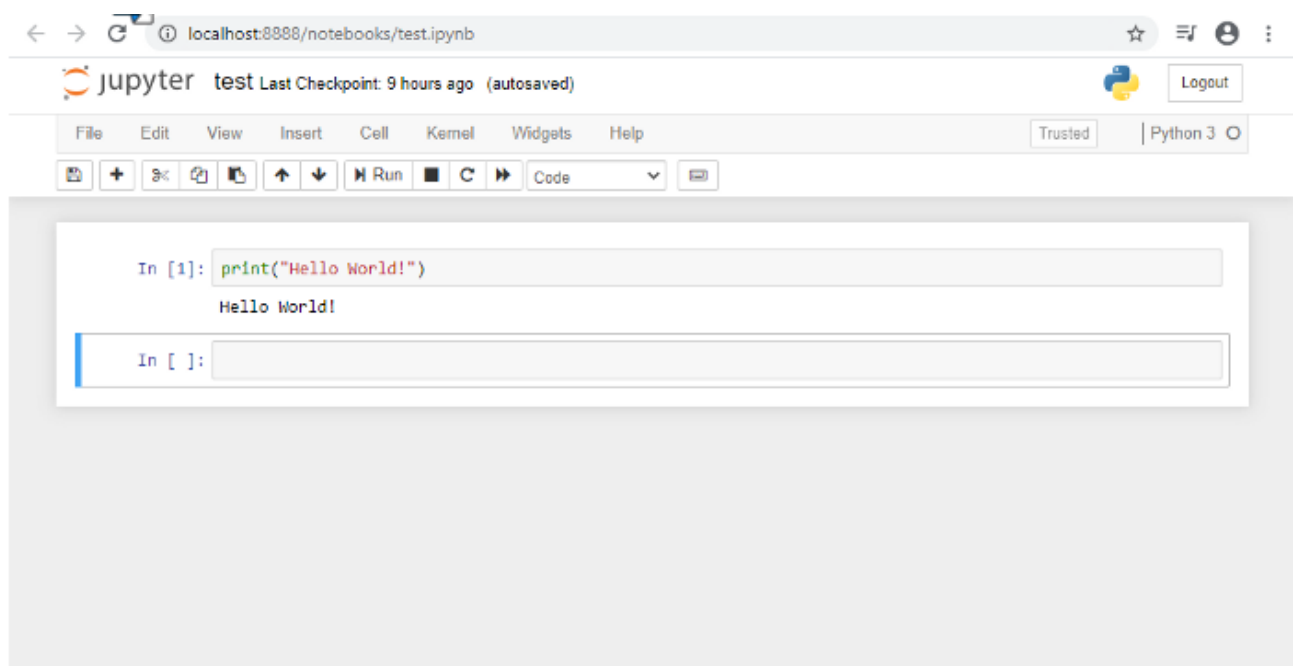 localhost:8888/notebooks/test.ipynb
jupyter test Last Checkpoint: 9 hours ago (autosaved)
Logout
File Edit View Insert Cell Kernel Widgets Help
Trusted Python 3
Run Code
In [1]: print("Hello World!")
Hello World!
In [ ]: